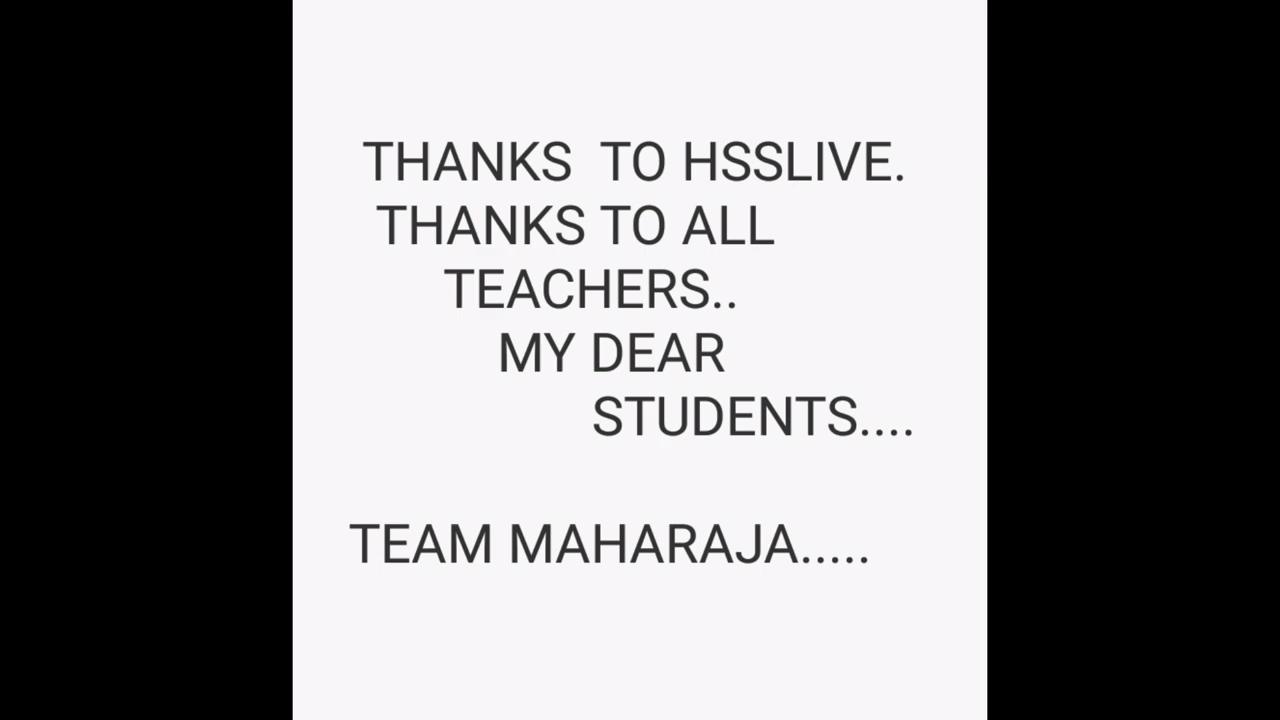 THANKS  TO HSSLIVE.
THANKS TO ALL
TEACHERS..
MY DEAR
STUDENTS....
TEAM MAHARAJA.....